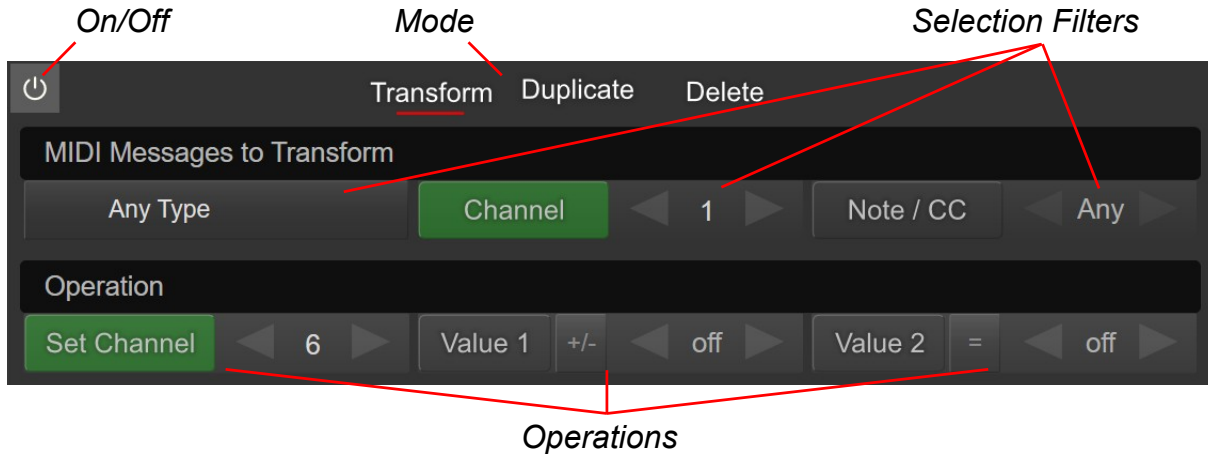 On/Off Mode Selection Filters
Transform Duplicate Delete
MIDI Messages to Transform
Any Type Channel 1 Note / CC Any
Operation
Set Channel 6 Value 1 +/- off Value 2 = off
Operations